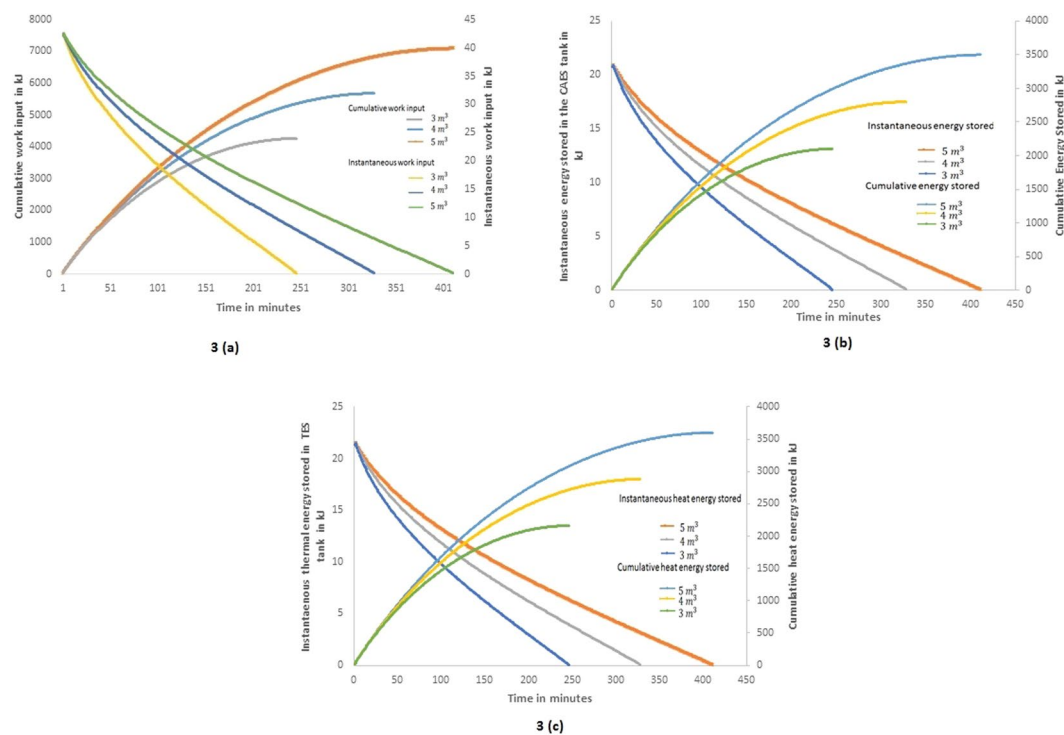 8000
7000
6000
5000
4000
3000
2000
1000
0
Cumulative work input in kJ
45
40
35
30
25
20
15
10
5
0
Instantaneous work input in kJ
Cumulative work input
3 m³
4 m³
5 m³
Instantaneous work input
3 m³
4 m³
5 m³
1 51 101 151 201 251 301 351 401
Time in minutes
3 (a)
25
20
15
10
5
0
Instantaneous energy stored in the CAES tank in
kJ
4000
3500
3000
2500
2000
1500
1000
500
0
Cumulative Energy Stored in kJ
Instantaneous energy stored
5 m³
4 m³
3 m³
Cumulative energy stored
5 m³
4 m³
3 m³
0 50 100 150 200 250 300 350 400 450
Time in minutes
3 (b)
25
20
15
10
5
0
Instantaenous thermal energy stored in TES
tank in kJ
4000
3500
3000
2500
2000
1500
1000
500
0
Cumulative heat energy stored in kJ
Instantaneous heat energy stored
5 m³
4 m³
3 m³
Cumulative heat energy stored
5 m³
4 m³
3 m³
0 50 100 150 200 250 300 350 400 450
Time in minutes
3 (c)